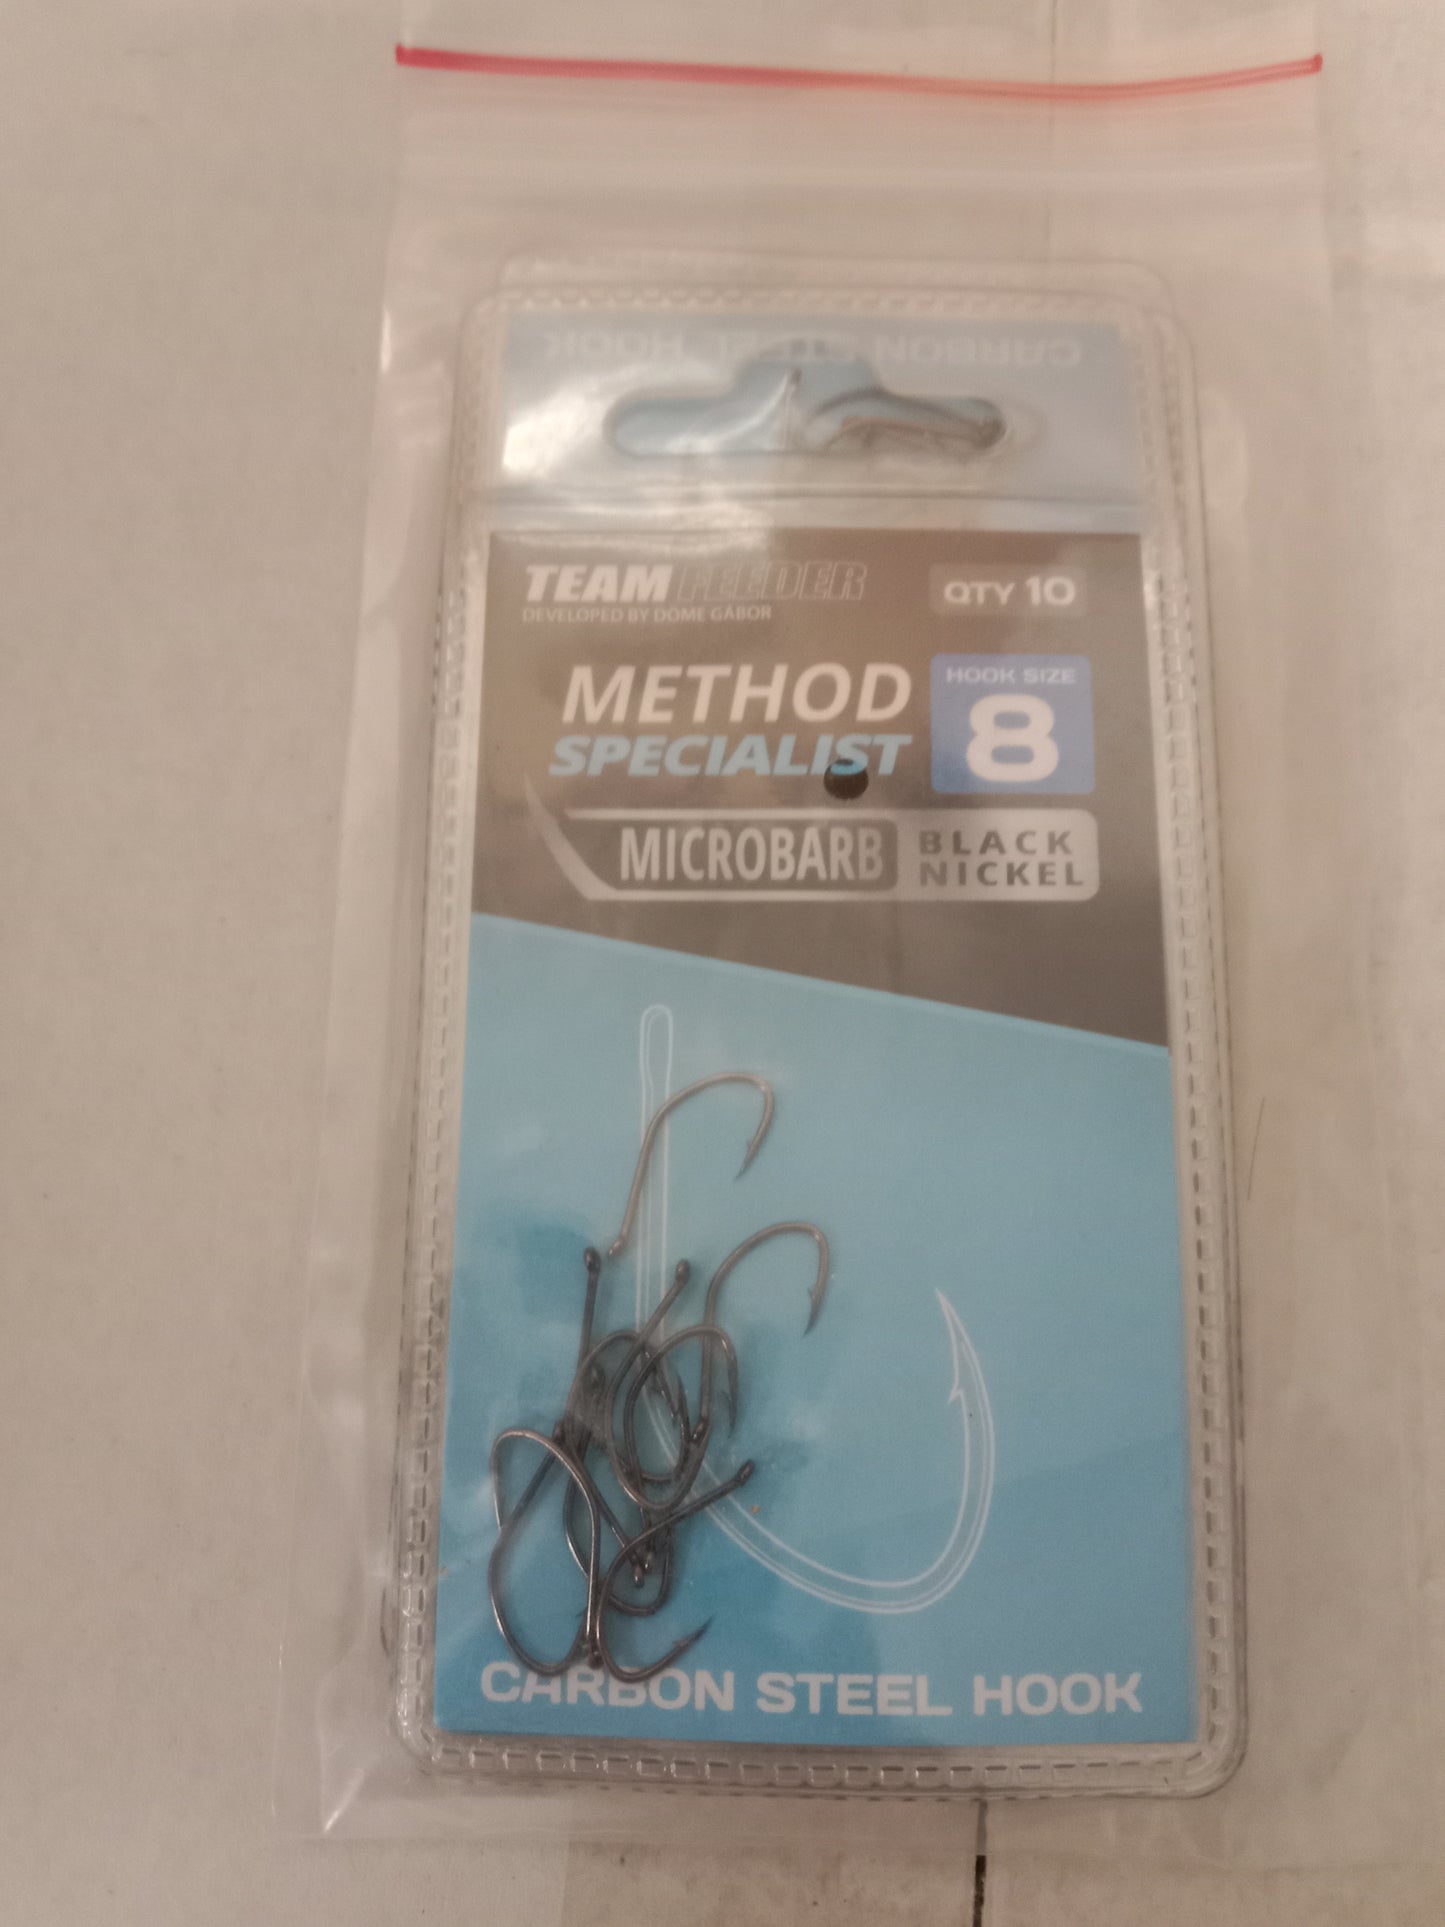 CARBON STEEL HOOK
TEAM FEEDER
DEVELOPED BY DÖME GÁBOR
QTY 10
METHOD
SPECIALIST
HOOK SIZE
8
MICROBARB
BLACK
NICKEL
CARBON STEEL HOOK